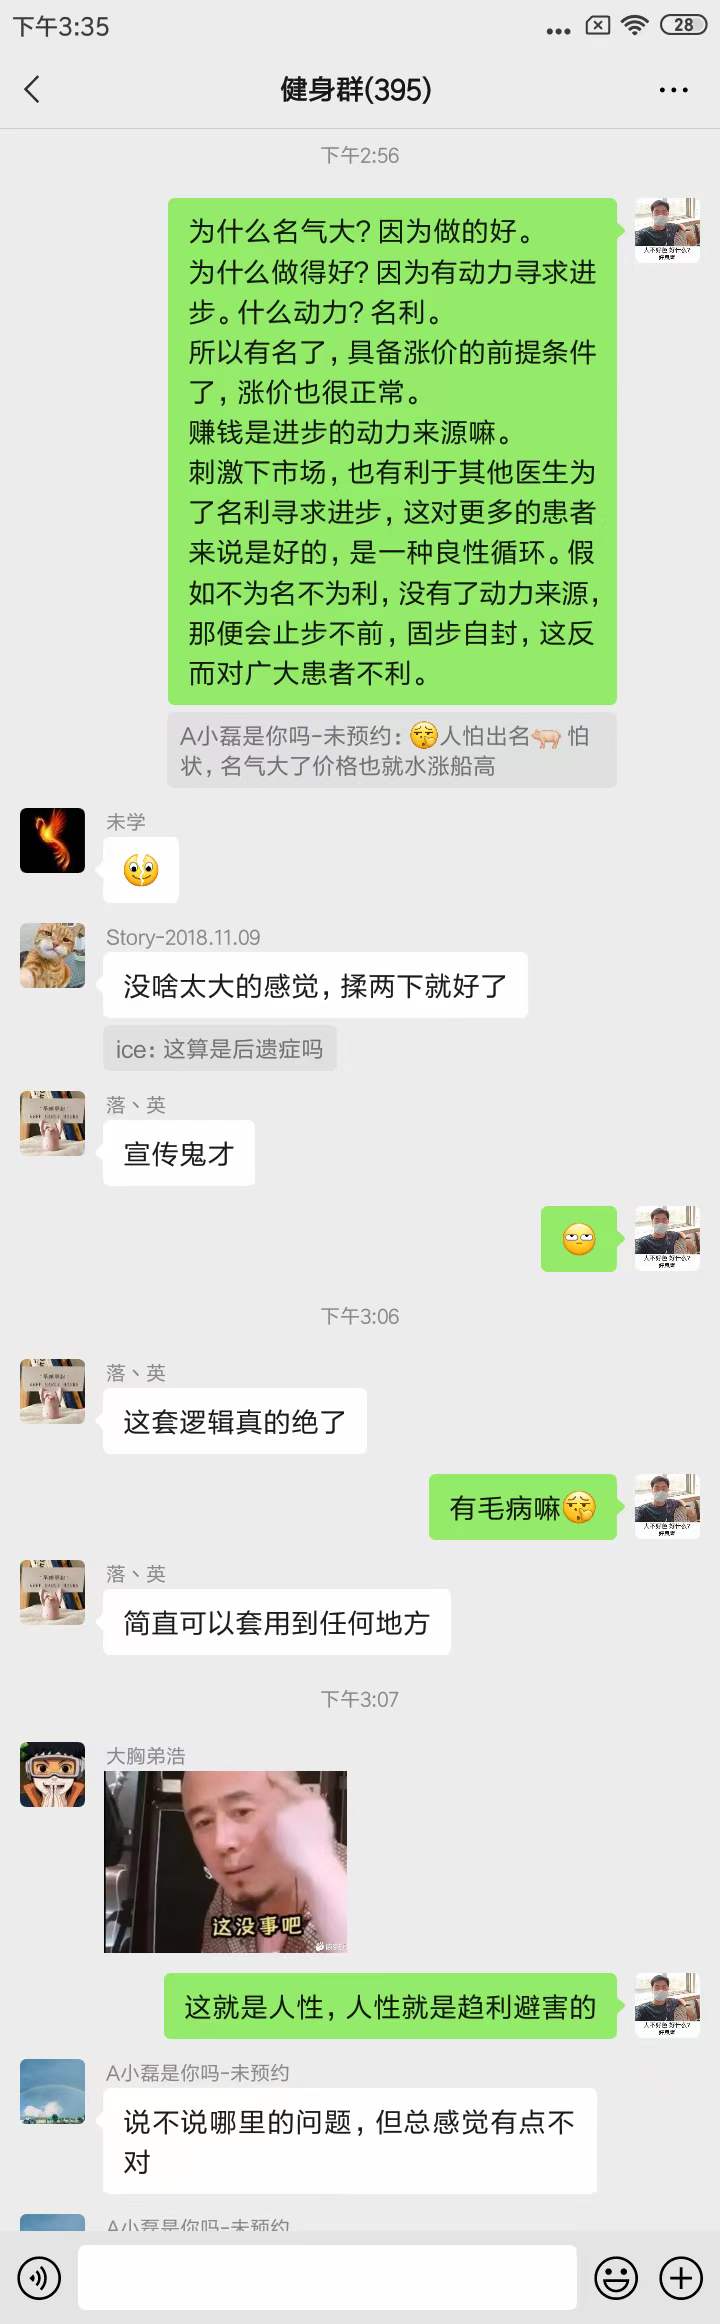 下午3:35
28
健身群(395)
下午2:56
为什么名气大?因为做的好。
为什么做得好?因为有动力寻求进
步。什么动力?名利。
所以有名了,具备涨价的前提条件
了,涨价也很正常。
赚钱是进步的动力来源嘛。
刺激下市场,也有利于其他医生为
了名利寻求进步,这对更多的患者
来说是好的,是一种良性循环。假
如不为名不为利,没有了动力来源,
那便会止步不前,固步自封,这反
而对广大患者不利。
A小磊是你吗-未预约:🤫人怕出名🐖 怕
状,名气大了价格也就水涨船高
未学
Story-2018.11.09
没啥太大的感觉,揉两下就好了
ice:这算是后遗症吗
落丶英
宣传鬼才
下午3:06
落丶英
这套逻辑真的绝了
有毛病嘛
落丶英
简直可以套用到任何地方
下午3:07
大胸弟浩
这没事吧
这就是人性,人性就是趋利避害的
A小磊是你吗-未预约
说不说哪里的问题,但总感觉有点不
对
A小磊是你吗-未预约